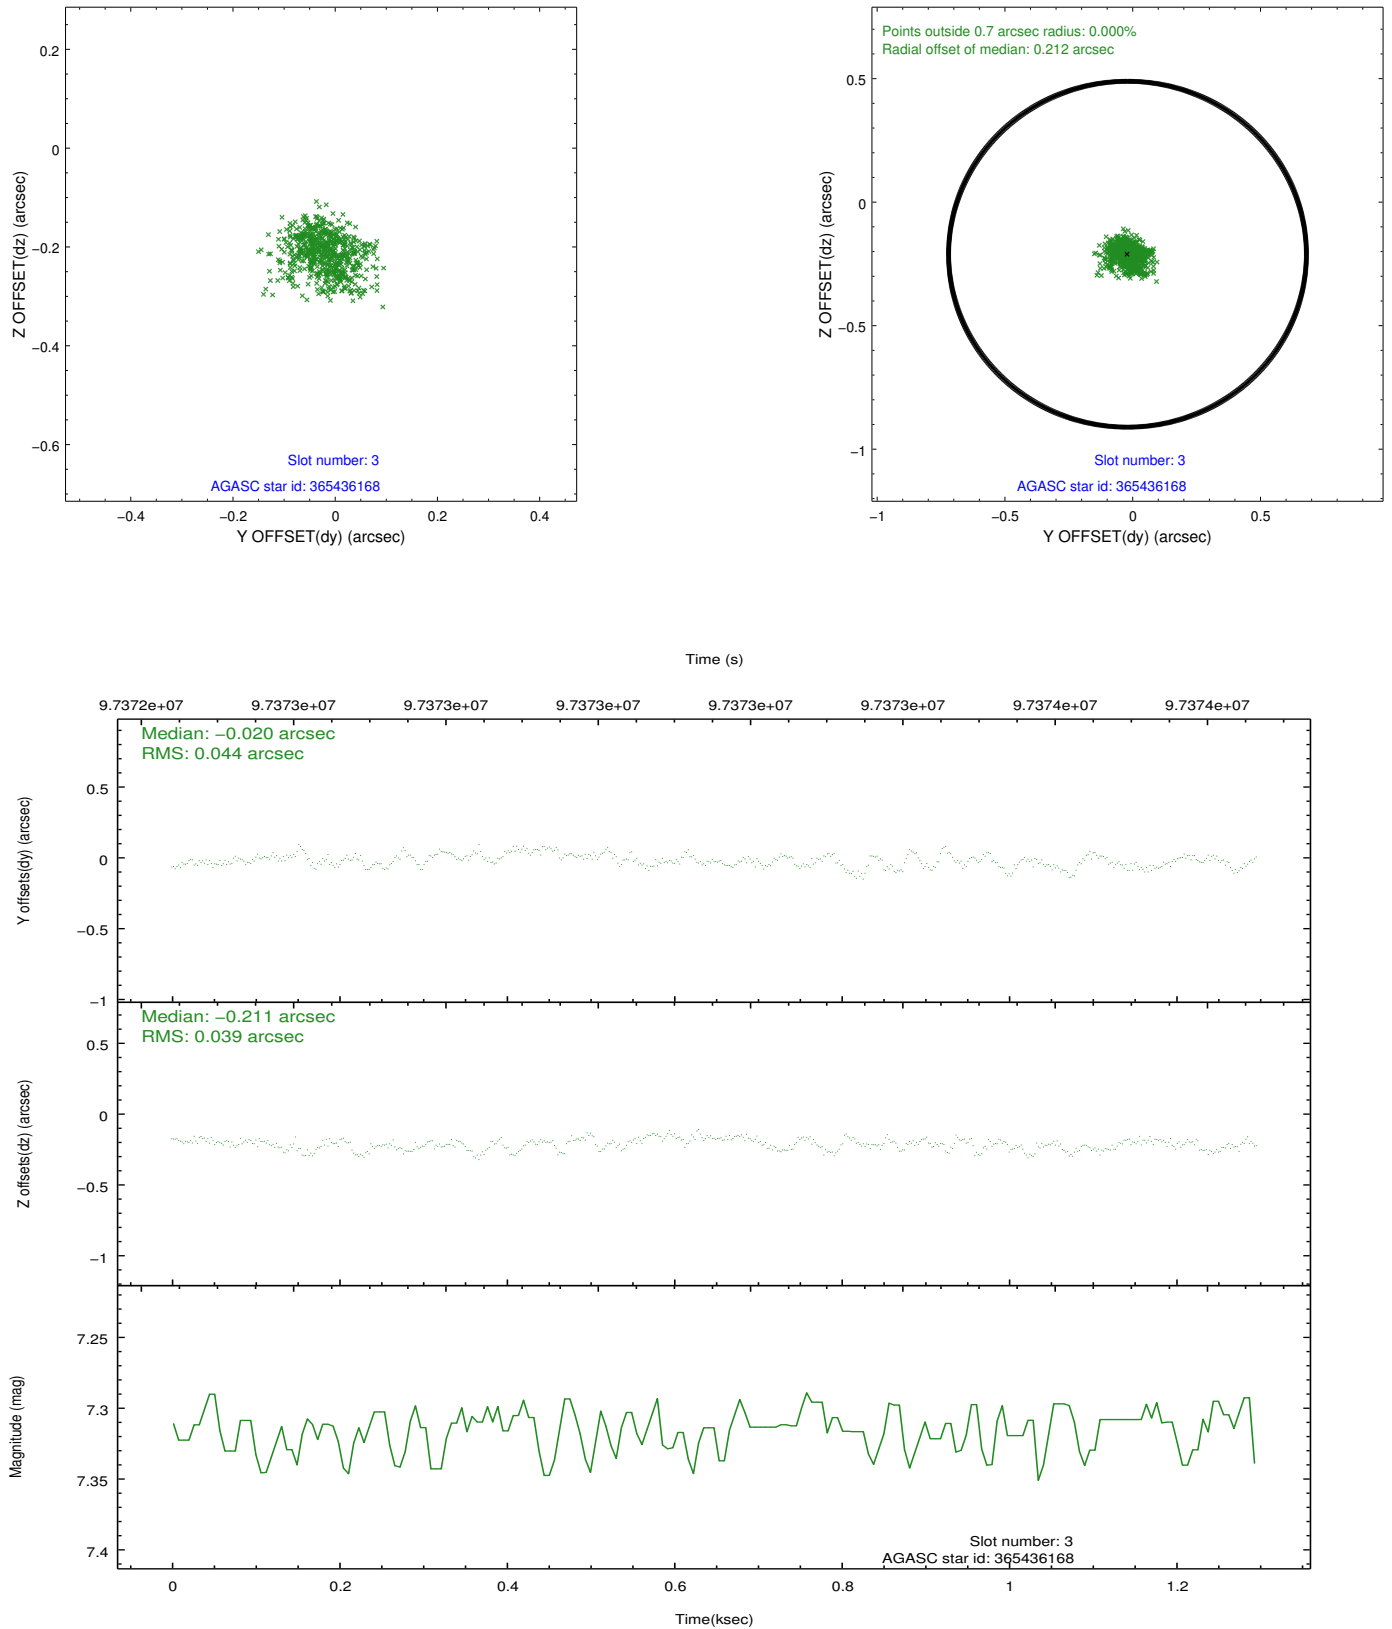 0.2
0
−0.2
−0.4
−0.6
−0.4
−0.2
0
0.2
0.4
Z OFFSET(dz) (arcsec)
Y OFFSET(dy) (arcsec)
Slot number: 3
AGASC star id: 365436168
Points outside 0.7 arcsec radius: 0.000%
Radial offset of median: 0.212 arcsec
0.5
0
−0.5
−1
−1
−0.5
0
0.5
Z OFFSET(dz) (arcsec)
Y OFFSET(dy) (arcsec)
Slot number: 3
AGASC star id: 365436168
Time (s)
9.7372e+07 9.7373e+07 9.7373e+07 9.7373e+07 9.7373e+07 9.7373e+07 9.7374e+07 9.7374e+07
Median: −0.020 arcsec
RMS: 0.044 arcsec
0.5
0
−0.5
−1
Y offsets(dy) (arcsec)
Median: −0.211 arcsec
RMS: 0.039 arcsec
0.5
0
−0.5
−1
Z offsets(dz) (arcsec)
7.25
7.3
7.35
7.4
Magnitude (mag)
Slot number: 3
AGASC star id: 365436168
0 0.2 0.4 0.6 0.8 1 1.2
Time(ksec)